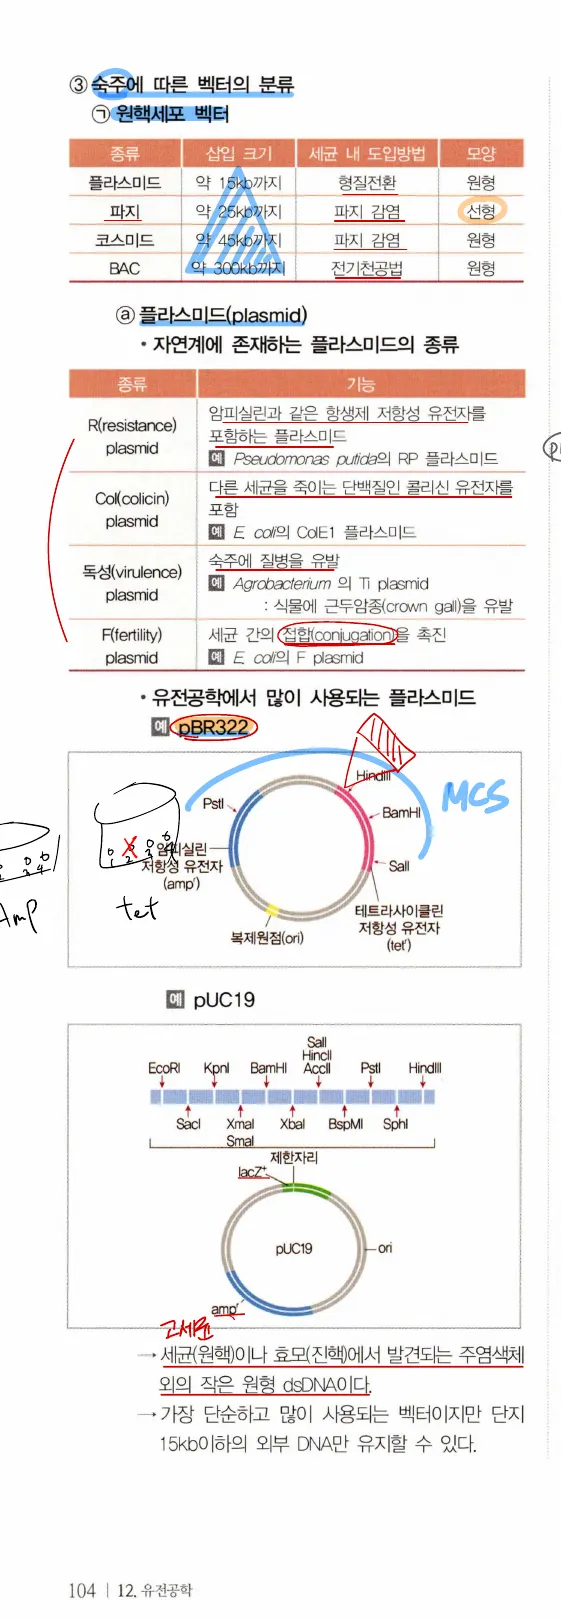 ③ 숙주에 따른 벡터의 분류
㉠ 원핵세포 벡터
종류 삽입 크기 세균 내 도입방법 모양
플라스미드 약 15kb까지 형질전환 원형
파지 약 25kb까지 파지 감염 선형
코스미드 약 45kb까지 파지 감염 원형
BAC 약 300kb까지 전기천공법 원형
ⓐ 플라스미드(plasmid)
• 자연계에 존재하는 플라스미드의 종류
종류 기능
R(resistance) plasmid
암피실린과 같은 항생제 저항성 유전자를
포함하는 플라스미드
예 Pseudomonas putida의 RP 플라스미드
Col(colicin) plasmid
다른 세균을 죽이는 단백질인 콜리신 유전자를
포함
예 E. coli의 ColE1 플라스미드
독성(virulence) plasmid
숙주에 질병을 유발
예 Agrobacterium 의 Ti plasmid
: 식물에 근두암종(crown gall)을 유발
F(fertility) plasmid
세균 간의 접합(conjugation)을 촉진
예 E. coli의 F plasmid
• 유전공학에서 많이 사용되는 플라스미드
예 pBR322
HindIII
PstI
BamHI
MCS
암피실린
저항성 유전자
(ampʳ)
SalI
Amp
tet
테트라사이클린
저항성 유전자
(tetʳ)
복제원점(ori)
예 pUC19
SalI
HincII
EcoRI KpnI BamHI AccII PstI HindIII
SacI XmaI XbaI BspMI SphI
SmaI
제한자리
lacZ⁺
pUC19
ori
ampʳ
→ 세균(원핵)이나 효모(진핵)에서 발견되는 주염색체
외의 작은 원형 dsDNA이다.
→ 가장 단순하고 많이 사용되는 벡터이지만 단지
15kb이하의 외부 DNA만 유지할 수 있다.
104 | 12. 유전공학